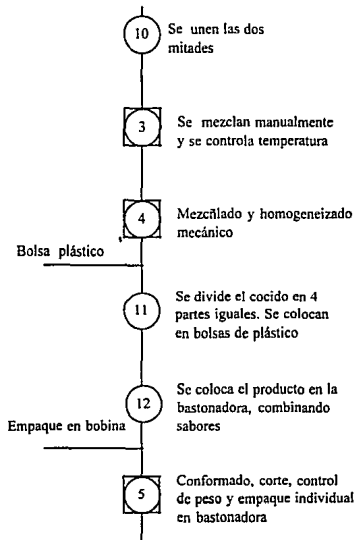 10
Se unen las dos
mitades
3
Se mezclan manualmente
y se controla temperatura
4
Mezcãlado y homogeneizado
mecánico
Bolsa plástico
11
Se divide el cocido en 4
partes iguales. Se colocan
en bolsas de plástico
12
Se coloca el producto en la
bastonadora, combinando
sabores
Empaque en bobina
5
Conformado, corte, control
de peso y empaque individual
en bastonadora